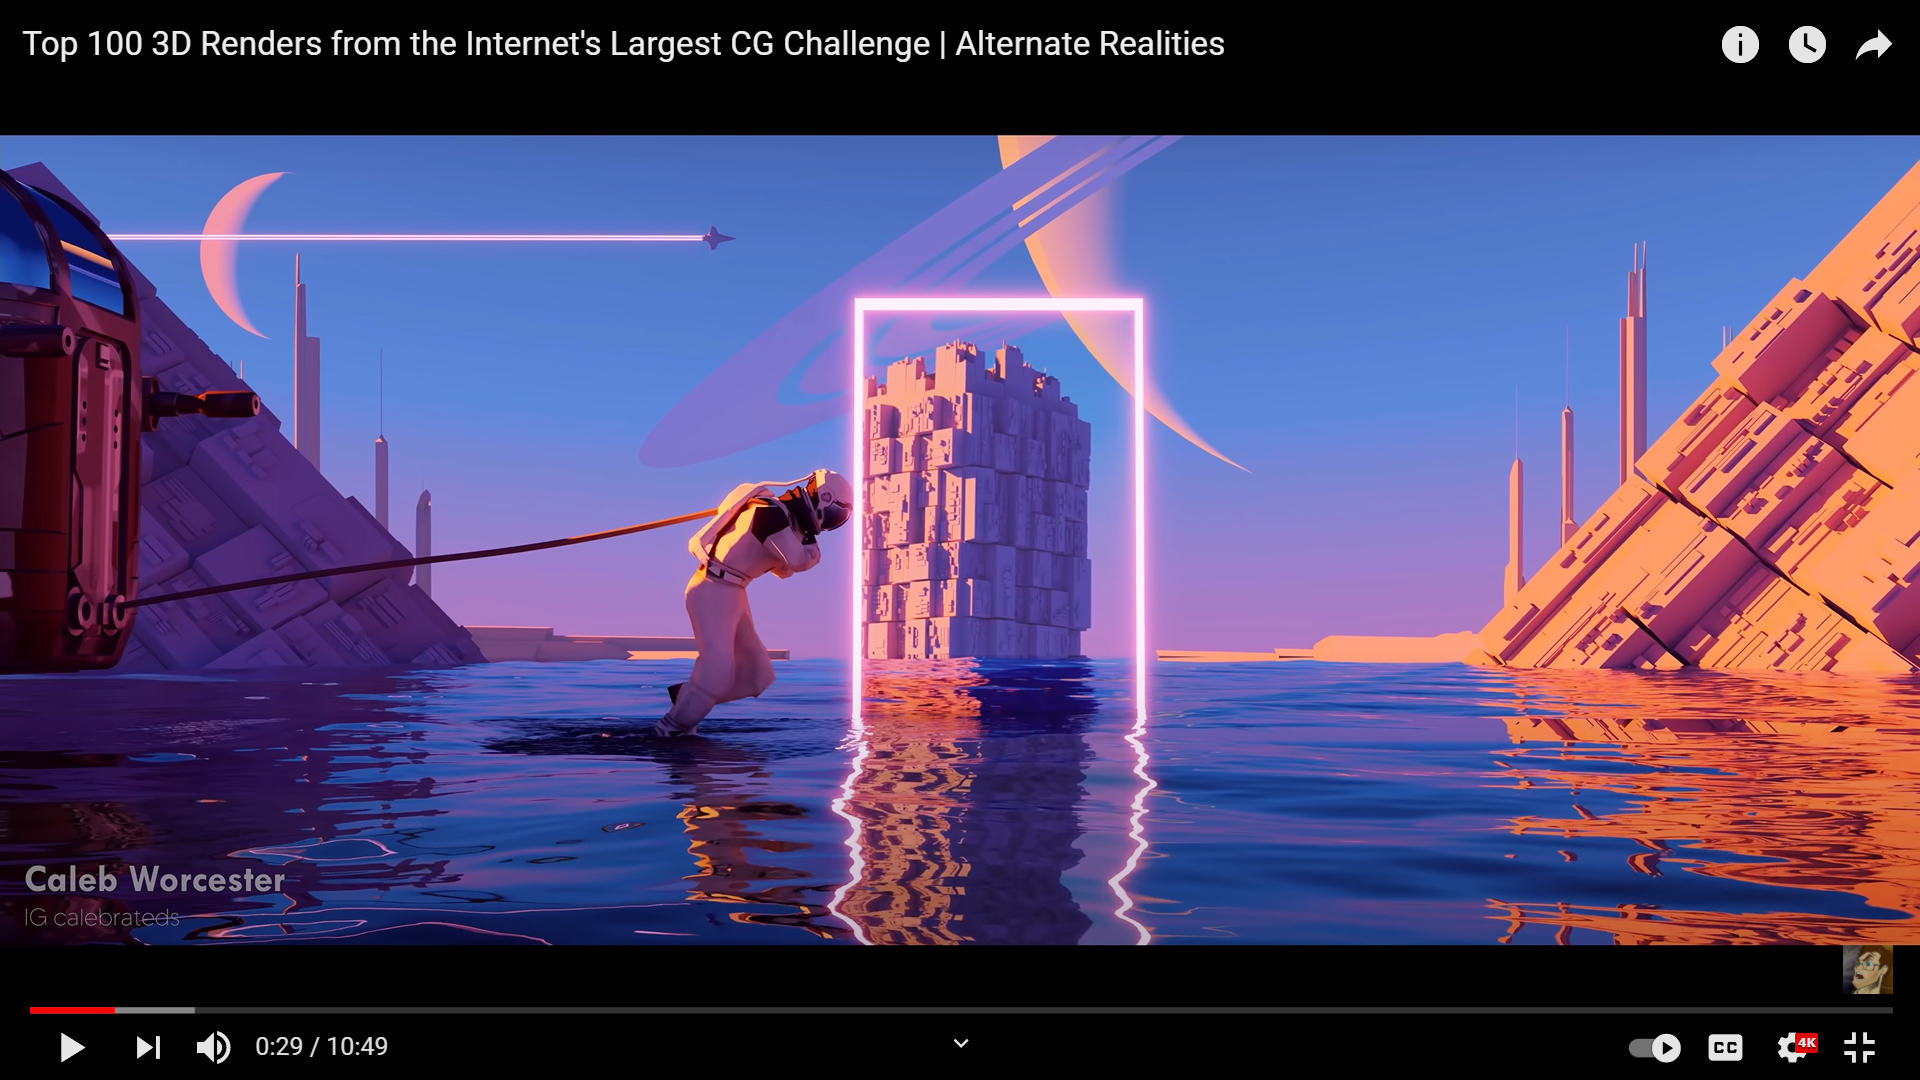 Top 100 3D Renders from the Internet's Largest CG Challenge | Alternate Realities
Caleb Worcester
IG calebrateds
0:29 / 10:49
CC
4K